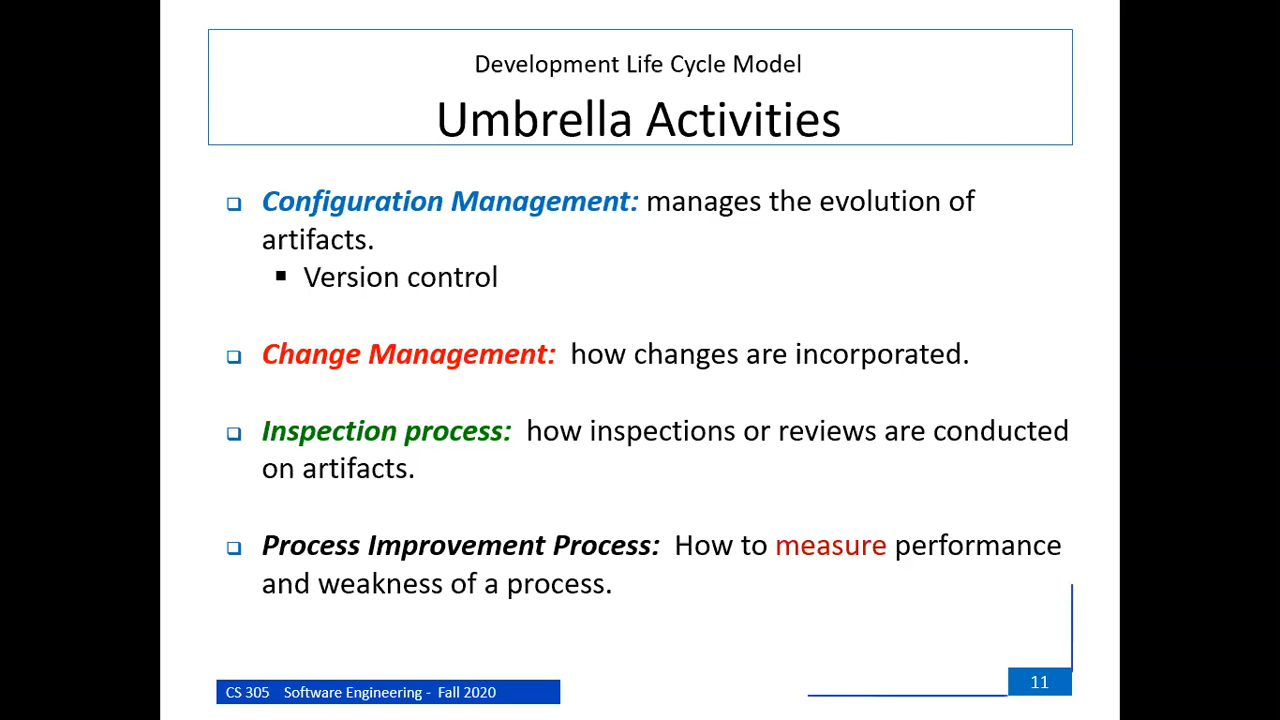 Development Life Cycle Model
Umbrella Activities
Configuration Management: manages the evolution of
artifacts.
Version control
Change Management: how changes are incorporated.
Inspection process: how inspections or reviews are conducted
on artifacts.
Process Improvement Process: How to measure performance
and weakness of a process.
CS 305 Software Engineering - Fall 2020
11